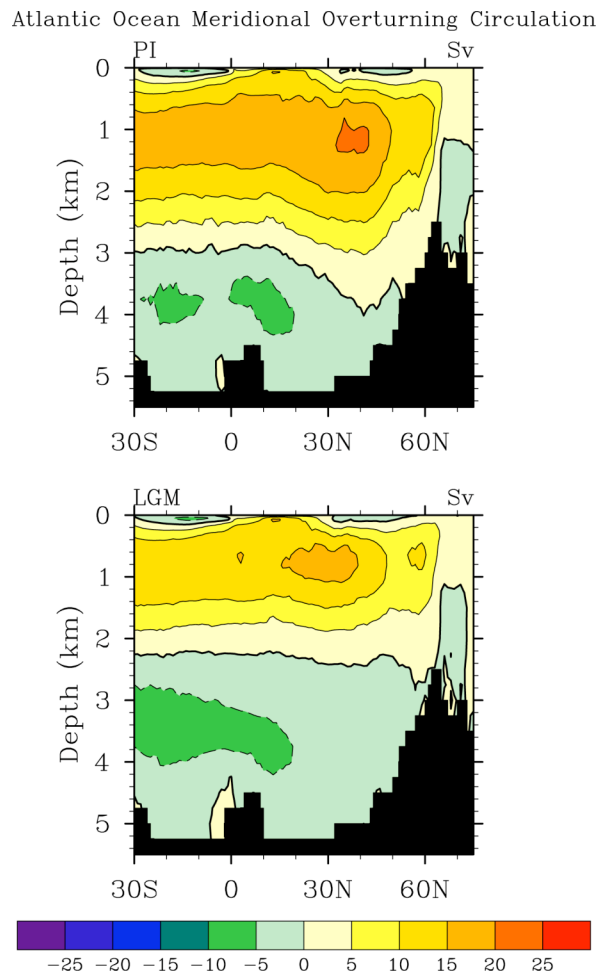 Atlantic Ocean Meridional Overturning Circulation
PI Sv
0
1
2
3
4
5
Depth (km)
30S 0 30N 60N
LGM Sv
0
1
2
3
4
5
Depth (km)
30S 0 30N 60N
−25 −20 −15 −10 −5 0 5 10 15 20 25